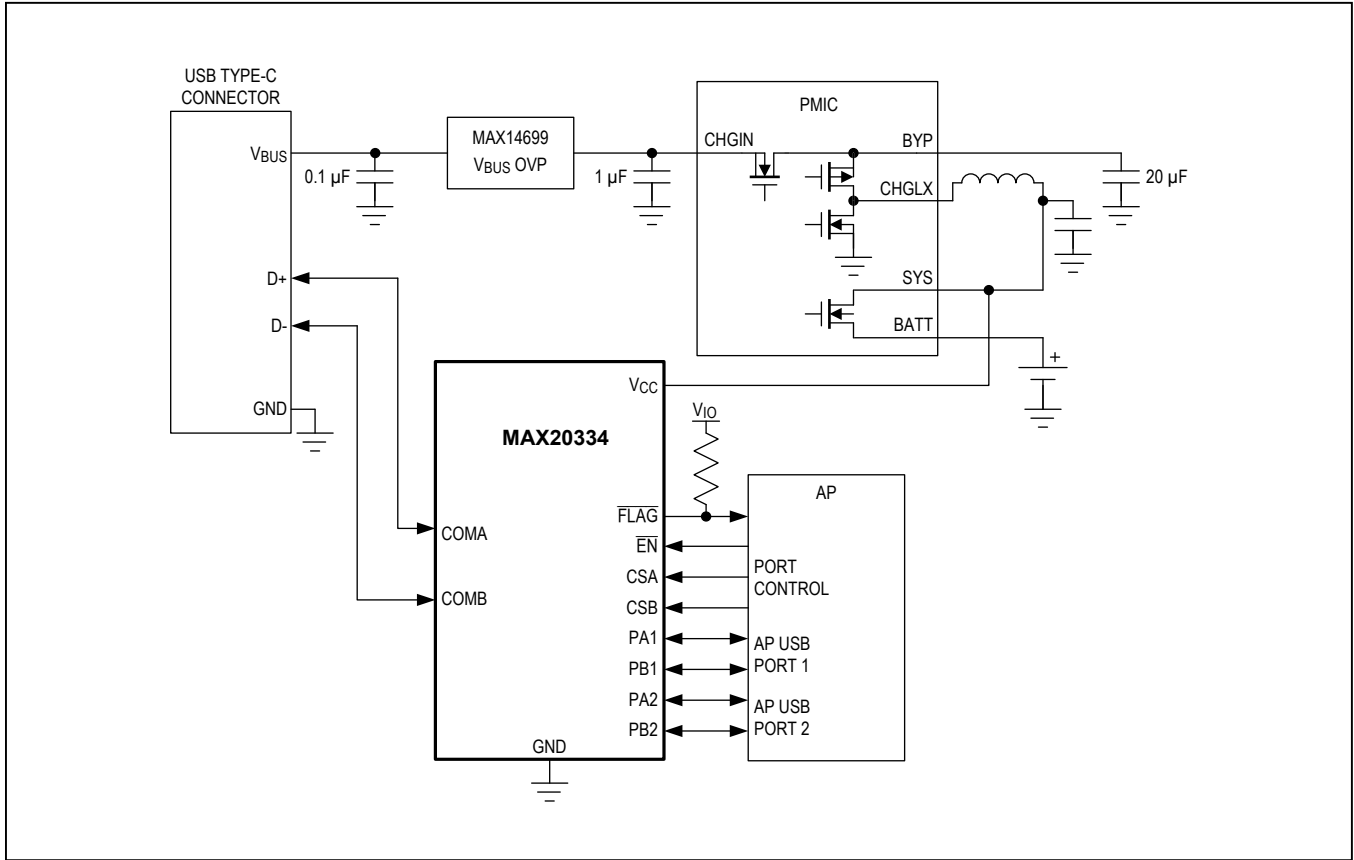 USB TYPE-C
CONNECTOR
VBUS
D+
D-
GND
0.1 µF
MAX14699
VBUS OVP
1 µF
PMIC
CHGIN
BYP
CHGLX
SYS
BATT
20 µF
+
MAX20334
VCC
VIO
FLAG
EN
CSA
CSB
PA1
PB1
PA2
PB2
COMA
COMB
GND
AP
PORT
CONTROL
AP USB
PORT 1
AP USB
PORT 2